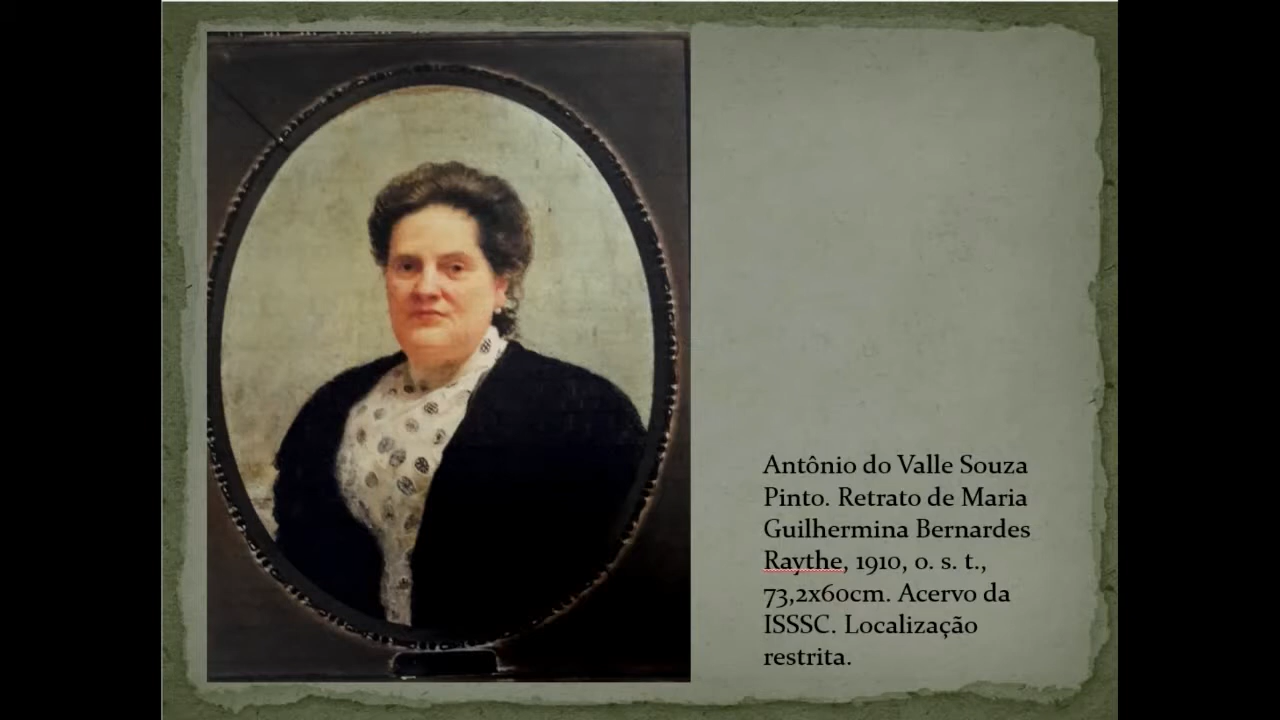 Antônio do Valle Souza
Pinto. Retrato de Maria
Guilhermina Bernardes
Raythe, 1910, o. s. t.,
73,2x60cm. Acervo da
ISSSC. Localização
restrita.